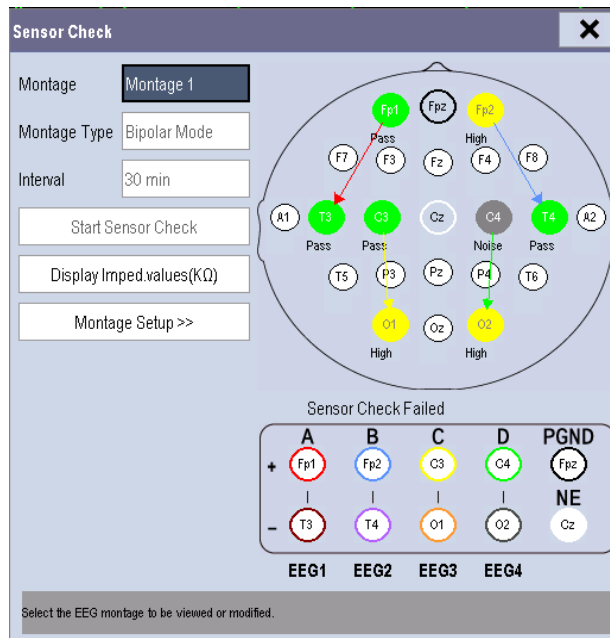 Sensor Check
Montage Montage 1
Montage Type Bipolar Mode
Interval 30 min
Start Sensor Check
Display Imped.values(KΩ)
Montage Setup >>
Fp1 Fpz Fp2
Pass High
F7 F3 Fz F4 F8
A1 T3 C3 Cz C4 T4 A2
Pass Pass Noise Pass
T5 P3 Pz P4 T6
O1 Oz O2
High High
Sensor Check Failed
A B C D PGND
+ Fp1 Fp2 C3 C4 Fpz
NE
- T3 T4 O1 O2 Cz
EEG1 EEG2 EEG3 EEG4
Select the EEG montage to be viewed or modified.